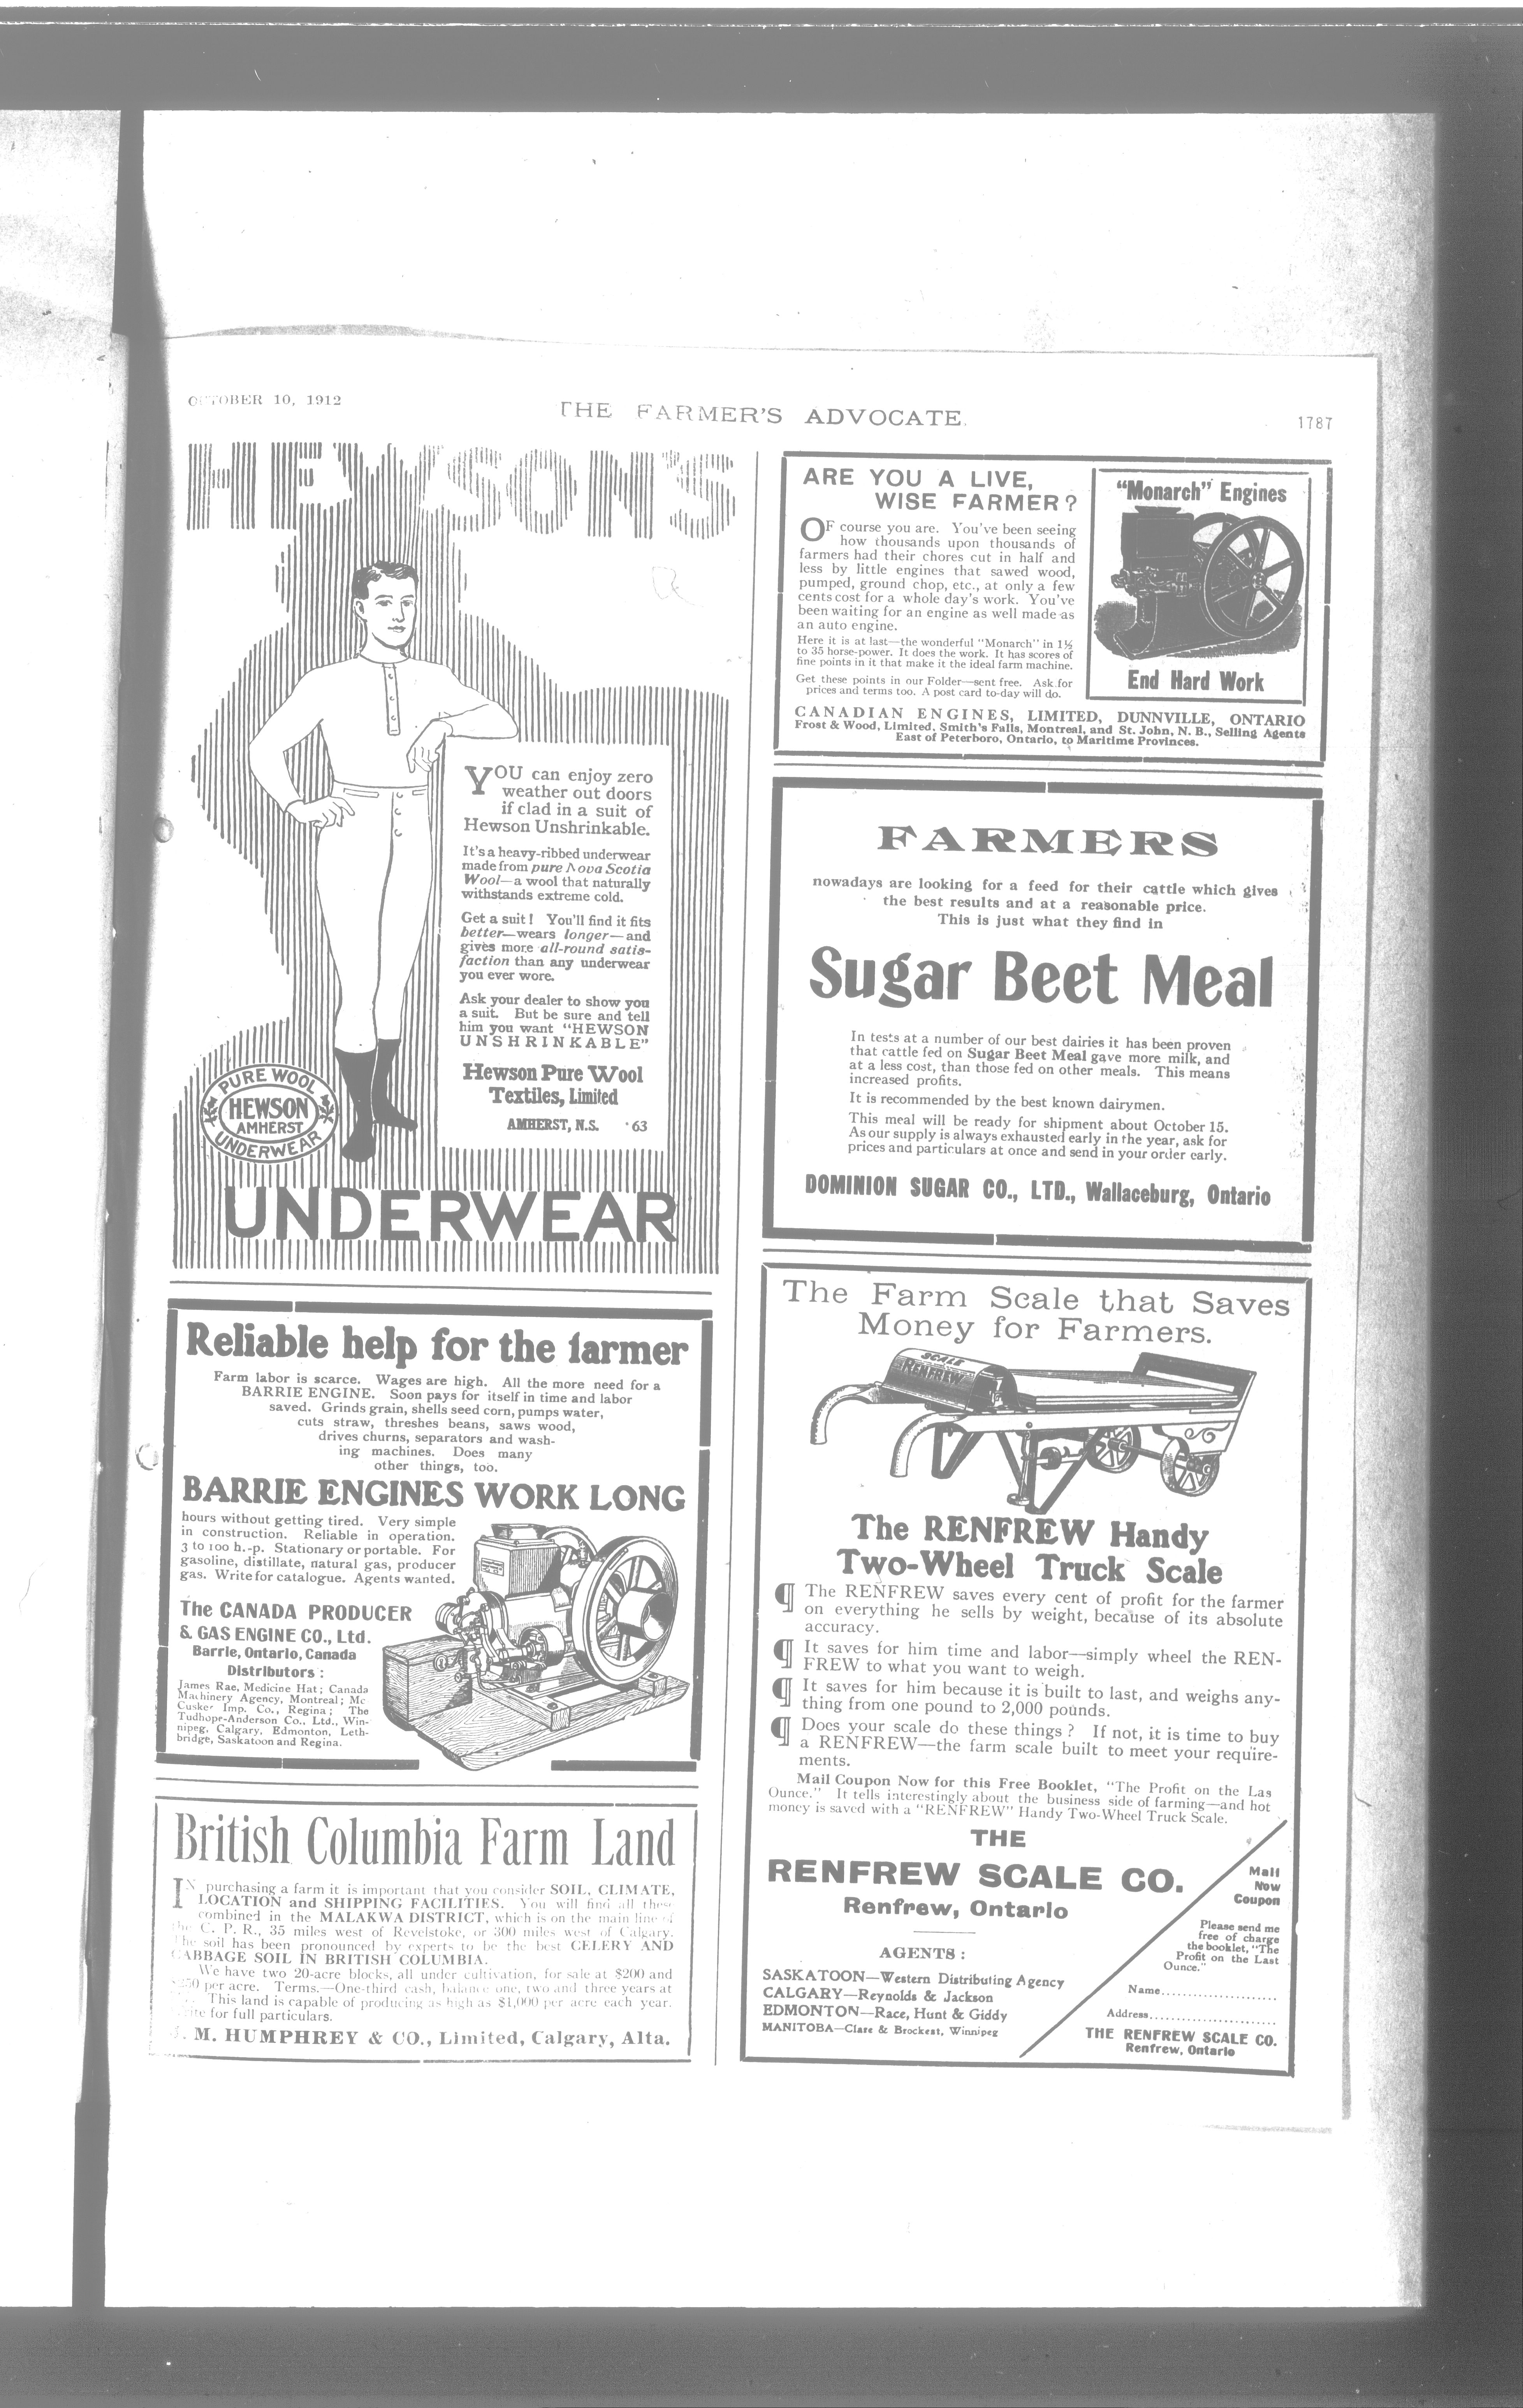 OCTOBER 10, 1912
THE FARMER'S ADVOCATE.
1787
HEWSON'S
YOU can enjoy zero
weather out doors
if clad in a suit of
Hewson Unshrinkable.
It's a heavy-ribbed underwear
made from pure Nova Scotia
Wool—a wool that naturally
withstands extreme cold.
Get a suit! You'll find it fits
better—wears longer—and
gives more all-round satis-
faction than any underwear
you ever wore.
Ask your dealer to show you
a suit. But be sure and tell
him you want "HEWSON
UNSHRINKABLE"
Hewson Pure Wool
Textiles, Limited
AMHERST, N.S. 63
PURE WOOL
HEWSON
AMHERST
UNDERWEAR
UNDERWEAR
Reliable help for the farmer
Farm labor is scarce. Wages are high. All the more need for a
BARRIE ENGINE. Soon pays for itself in time and labor
saved. Grinds grain, shells seed corn, pumps water,
cuts straw, threshes beans, saws wood,
drives churns, separators and wash-
ing machines. Does many
other things, too.
BARRIE ENGINES WORK LONG
hours without getting tired. Very simple
in construction. Reliable in operation.
3 to 100 h.-p. Stationary or portable. For
gasoline, distillate, natural gas, producer
gas. Write for catalogue. Agents wanted.
The CANADA PRODUCER
& GAS ENGINE CO., Ltd.
Barrie, Ontario, Canada
Distributors :
James Rae, Medicine Hat; Canada
Machinery Agency, Montreal; Mc
Cusker Imp. Co., Regina; The
Tudhope-Anderson Co., Ltd., Win-
nipeg, Calgary, Edmonton, Leth-
bridge, Saskatoon and Regina.
British Columbia Farm Land
IN purchasing a farm it is important that you consider SOIL, CLIMATE,
LOCATION and SHIPPING FACILITIES. You will find all these
combined in the MALAKWA DISTRICT, which is on the main line of
the C. P. R., 35 miles west of Revelstoke, or 300 miles west of Calgary.
The soil has been pronounced by experts to be the best CELERY AND
CABBAGE SOIL IN BRITISH COLUMBIA.
We have two 20-acre blocks, all under cultivation, for sale at $200 and
$250 per acre. Terms.—One-third cash, balance one, two and three years at
This land is capable of producing as high as $1,000 per acre each year.
Write for full particulars.
M. HUMPHREY & CO., Limited, Calgary, Alta.
ARE YOU A LIVE,
WISE FARMER?
OF course you are. You've been seeing
how thousands upon thousands of
farmers had their chores cut in half and
less by little engines that sawed wood,
pumped, ground chop, etc., at only a few
cents cost for a whole day's work. You've
been waiting for an engine as well made as
an auto engine.
Here it is at last—the wonderful "Monarch" in 1½
to 35 horse-power. It does the work. It has scores of
fine points in it that make it the ideal farm machine.
Get these points in our Folder—sent free. Ask for
prices and terms too. A post card to-day will do.
"Monarch" Engines
End Hard Work
CANADIAN ENGINES, LIMITED, DUNNVILLE, ONTARIO
Frost & Wood, Limited, Smith's Falls, Montreal, and St. John, N. B., Selling Agents
East of Peterboro, Ontario, to Maritime Provinces.
FARMERS
nowadays are looking for a feed for their cattle which gives
the best results and at a reasonable price.
This is just what they find in
Sugar Beet Meal
In tests at a number of our best dairies it has been proven
that cattle fed on Sugar Beet Meal gave more milk, and
at a less cost, than those fed on other meals. This means
increased profits.
It is recommended by the best known dairymen.
This meal will be ready for shipment about October 15.
As our supply is always exhausted early in the year, ask for
prices and particulars at once and send in your order early.
DOMINION SUGAR CO., LTD., Wallaceburg, Ontario
The Farm Scale that Saves
Money for Farmers.
SCALE
RENFREW
The RENFREW Handy
Two-Wheel Truck Scale
¶ The RENFREW saves every cent of profit for the farmer
on everything he sells by weight, because of its absolute
accuracy.
¶ It saves for him time and labor—simply wheel the REN-
FREW to what you want to weigh.
¶ It saves for him because it is built to last, and weighs any-
thing from one pound to 2,000 pounds.
¶ Does your scale do these things? If not, it is time to buy
a RENFREW—the farm scale built to meet your require-
ments.
Mail Coupon Now for this Free Booklet, "The Profit on the Las
Ounce." It tells interestingly about the business side of farming—and hot
money is saved with a "RENFREW" Handy Two-Wheel Truck Scale.
THE
RENFREW SCALE CO.
Renfrew, Ontario
AGENTS :
SASKATOON—Western Distributing Agency
CALGARY—Reynolds & Jackson
EDMONTON—Race, Hunt & Giddy
MANITOBA—Clare & Brockest, Winnipeg
Mail
Now
Coupon
Please send me
free of charge
the booklet, "The
Profit on the Last
Ounce."
Name....................
Address....................
THE RENFREW SCALE CO.
Renfrew, Ontario